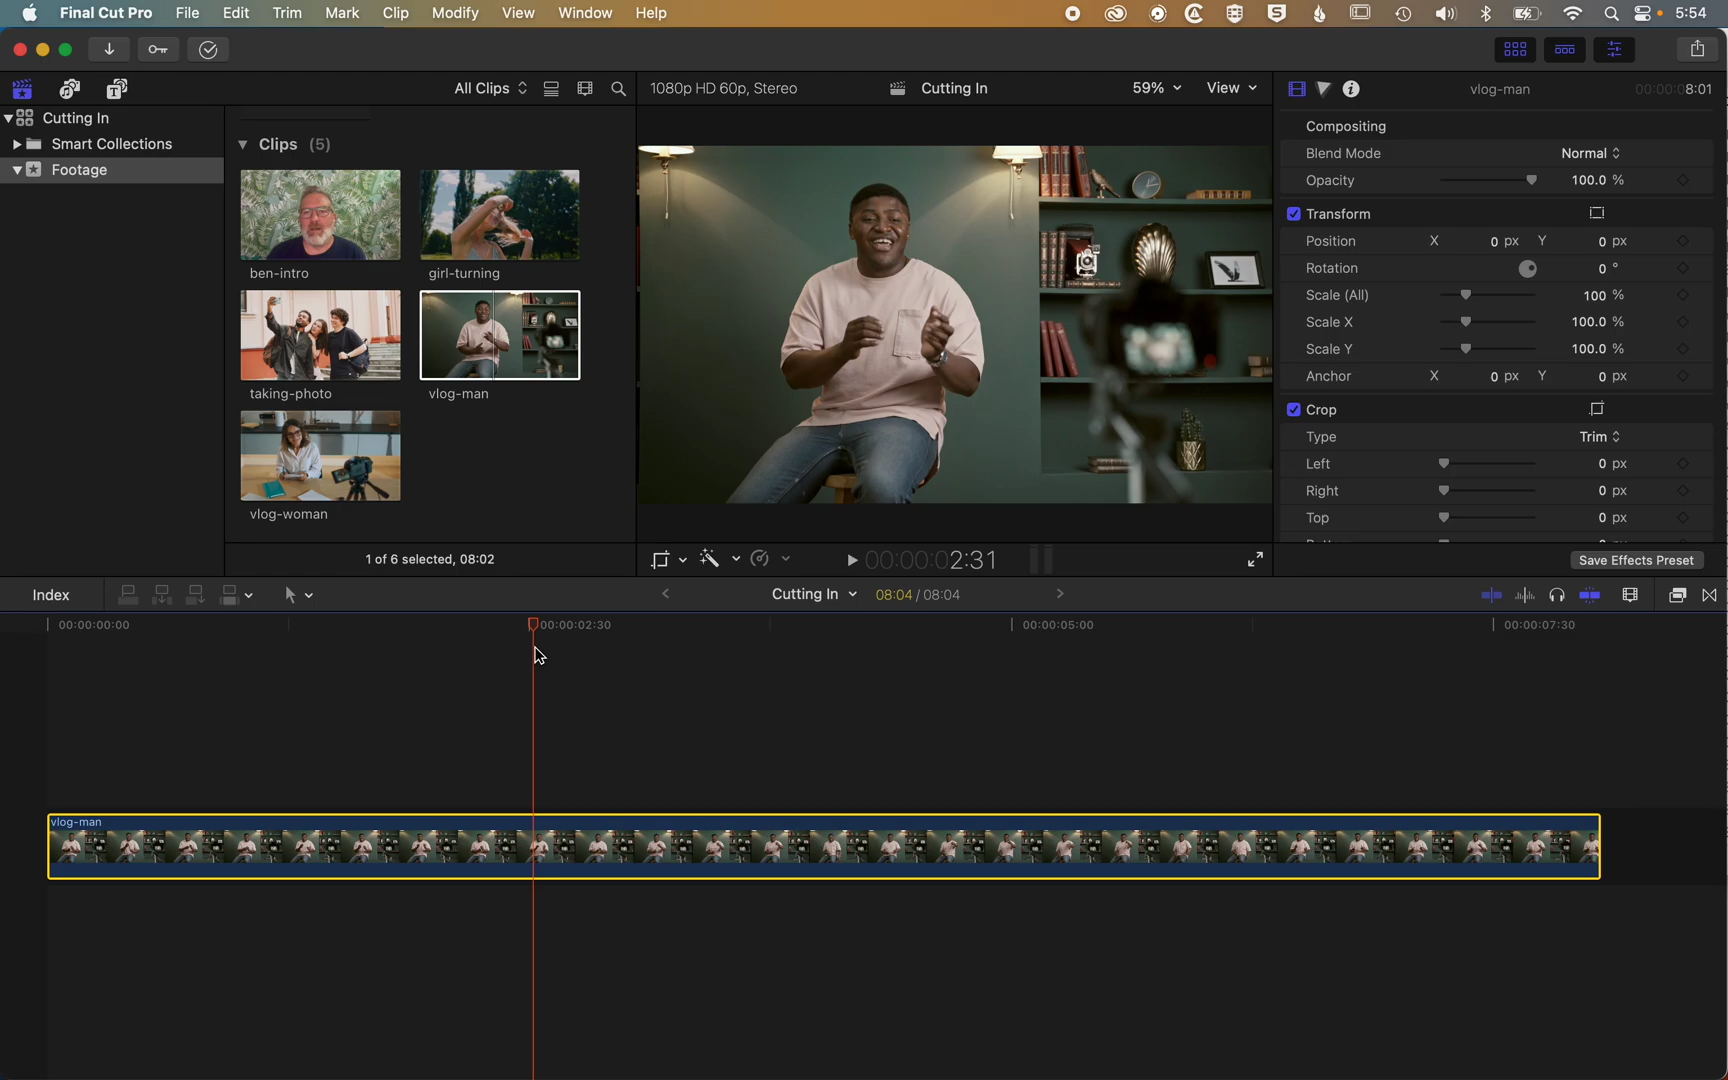 Final Cut Pro File Edit Trim Mark Clip Modify View Window Help 5:54
All Clips 1080p HD 60p, Stereo Cutting In 59% View vlog-man 00:00:08:01
Cutting In
Smart Collections
Footage
Clips (5)
ben-intro girl-turning
taking-photo vlog-man
vlog-woman
1 of 6 selected, 08:02
00:00:02:31
Compositing
Blend Mode Normal
Opacity 100.0 %
Transform
Position X 0 px Y 0 px
Rotation 0 °
Scale (All) 100 %
Scale X 100.0 %
Scale Y 100.0 %
Anchor X 0 px Y 0 px
Crop
Type Trim
Left 0 px
Right 0 px
Top 0 px
Save Effects Preset
Index Cutting In 08:04 / 08:04
00:00:00:00 00:00:02:30 00:00:05:00 00:00:07:30
vlog-man